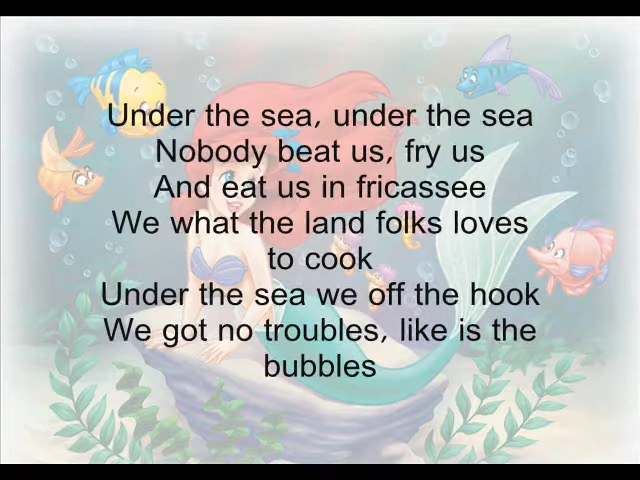 Under the sea, under the sea
Nobody beat us, fry us
And eat us in fricassee
We what the land folks loves
to cook
Under the sea we off the hook
We got no troubles, like is the
bubbles